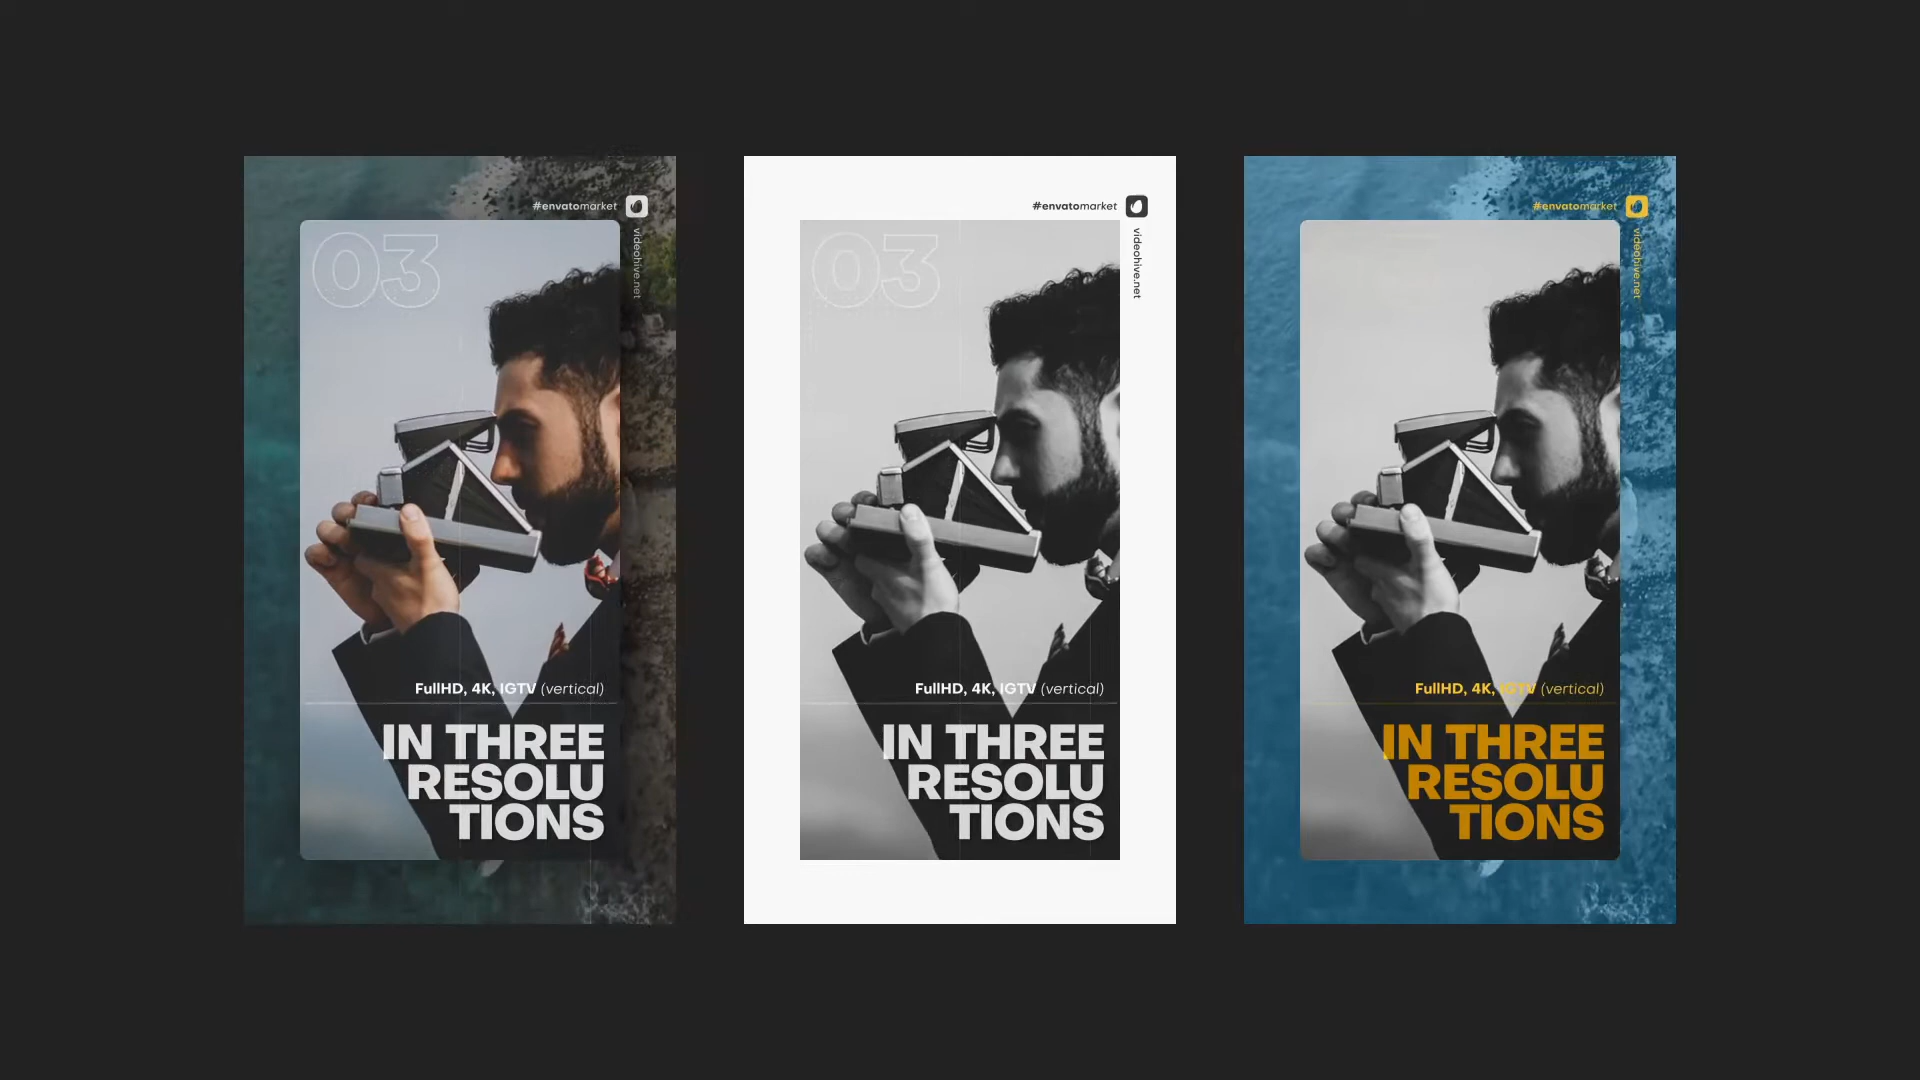 #envatomarket
videohive.net
03
FullHD, 4K, IGTV (vertical)
IN THREE
RESOLU
TIONS
#envatomarket
videohive.net
03
FullHD, 4K, IGTV (vertical)
IN THREE
RESOLU
TIONS
#envatomarket
videohive.net
FullHD, 4K, IGTV (vertical)
IN THREE
RESOLU
TIONS